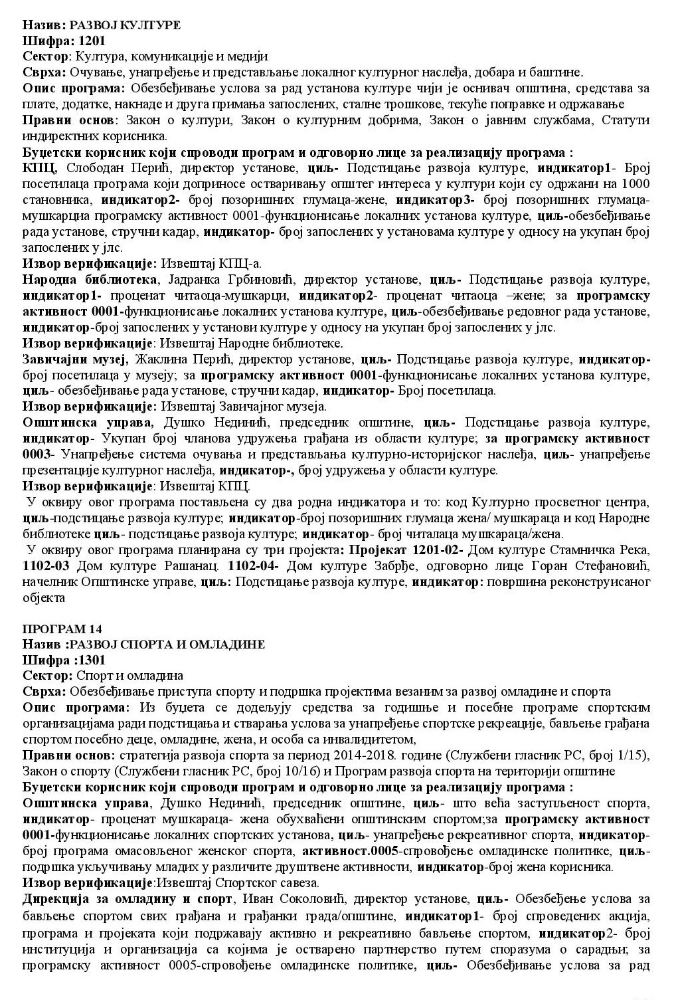 Назив: РАЗВОЈ КУЛТУРЕ
Шифра: 1201
Сектор: Култура, комуникације и медији
Сврха: Очување, унапређење и представљање локалног културног наслеђа, добара и баштине.
Опис програма: Обезбеђивање услова за рад установа културе чији је оснивач општина, средстава за
плате, додатке, накнаде и друга примања запослених, сталне трошкове, текуће поправке и одржавање
Правни основ: Закон о култури, Закон о културним добрима, Закон о јавним службама, Статути
индиректних корисника.
Буџетски корисник који спроводи програм и одговорно лице за реализацију програма :
КПЦ, Слободан Перић, директор установе, циљ- Подстицање развоја културе, индикатор1- Број
посетилаца програма који доприносе остваривању општег интереса у култури који су одржани на 1000
становника, индикатор2- број позоришних глумаца-жене, индикатор3- број позоришних глумаца-
мушкарциа програмску активност 0001-функционисање локалних установа културе, циљ-обезбеђивање
рада установе, стручни кадар, индикатор- број запослених у установама културе у односу на укупан број
запослених у јлс.
Извор верификације: Извештај КПЦ-а.
Народна библиотека, Јадранка Грбиновић, директор установе, циљ- Подстицање развоја културе,
индикатор1- проценат читаоца-мушкарци, индикатор2- проценат читаоца –жене; за програмску
активност 0001-функционисање локалних установа културе, циљ-обезбеђивање редовног рада установе,
индикатор-број запослених у установи културе у односу на укупан број запослених у јлс.
Извор верификације: Извештај Народне библиотеке.
Завичајни музеј, Жаклина Перић, директор установе, циљ- Подстицање развоја културе, индикатор-
број посетилаца у музеју; за програмску активност 0001-функционисање локалних установа културе,
циљ- обезбеђивање рада установе, стручни кадар, индикатор- Број посетилаца.
Извор верификације: Извештај Завичајног музеја.
Општинска управа, Душко Нединић, председник општине, циљ- Подстицање развоја културе,
индикатор- Укупан број чланова удружења грађана из области културе; за програмску активност
0003- Унапређење система очувања и представљања културно-историјског наслеђа, циљ- унапређење
презентације културног наслеђа, индикатор-, број удружења у области културе.
Извор верификације: Извештај КПЦ.
У оквиру овог програма постављена су два родна индикатора и то: код Културно просветног центра,
циљ-подстицање развоја културе; индикатор-број позоришних глумаца жена/ мушкараца и код Народне
библиотеке циљ- подстицање развоја културе; индикатор- број читалаца мушкараца/жена.
У оквиру овог програма планирана су три пројекта: Пројекат 1201-02- Дом културе Стамничка Река,
1102-03 Дом културе Рашанац. 1102-04- Дом културе Забрђе, одговорно лице Горан Стефановић,
начелник Општинске управе, циљ: Подстицање развоја културе, индикатор: површина реконструисаног
објекта
ПРОГРАМ 14
Назив :РАЗВОЈ СПОРТА И ОМЛАДИНЕ
Шифра :1301
Сектор: Спорт и омладина
Сврха: Обезбеђивање приступа спорту и подршка пројектима везаним за развој омладине и спорта
Опис програма: Из буџета се додељују средства за годишње и посебне програме спортским
организацијама ради подстицања и стварања услова за унапређење спортске рекреације, бављење грађана
спортом посебно деце, омладине, жена, и особа са инвалидитетом,
Правни основ: стратегија развоја спорта за период 2014-2018. године (Службени гласник РС, број 1/15),
Закон о спорту (Службени гласник РС, број 10/16) и Програм развоја спорта на територији општине
Буџетски корисник који спроводи програм и одговорно лице за реализацију програма :
Општинска управа, Душко Нединић, председник општине, циљ- што већа заступљеност спорта,
индикатор- проценат мушкараца- жена обухваћени општинским спортом;за програмску активност
0001-функционисање локалних спортских установа, циљ- унапређење рекреативног спорта, индикатор-
број програма омасовљеног женског спорта, активност.0005-спровођење омладинске политике, циљ-
подршка укључивању младих у различите друштвене активности, индикатор-број жена корисника.
Извор верификације:Извештај Спортског савеза.
Дирекција за омладину и спорт, Иван Соколовић, директор установе, циљ- Обезбеђење услова за
бављење спортом свих грађана и грађанки града/општине, индикатор1- број спроведених акција,
програма и пројеката који подржавају активно и рекреативно бављење спортом, индикатор2- број
институција и организација са којима је остварено партнерство путем споразума о сарадњи; за
програмску активност 0005-спровођење омладинске политике, циљ- Обезбеђивање услова за рад